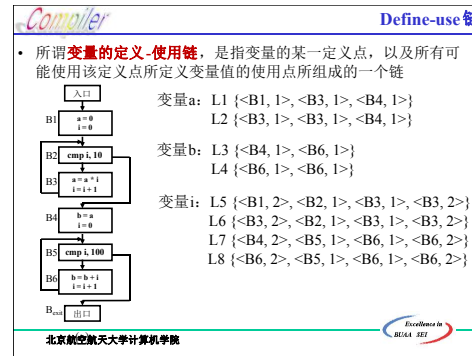 Compiler
Define-use 链
• 所谓变量的定义-使用链，是指变量的某一定义点，以及所有可
能使用该定义点所定义变量值的使用点所组成的一个链
入口
B1
a = 0
i = 0
B2
cmp i, 10
B3
a = a * i
i = i + 1
B4
b = a
i = 0
B5
cmp i, 100
B6
b = b + i
i = i + 1
Bexit
出口
变量a：L1 {<B1, 1>, <B3, 1>, <B4, 1>}
L2 {<B3, 1>, <B3, 1>, <B4, 1>}
变量b：L3 {<B4, 1>, <B6, 1>}
L4 {<B6, 1>, <B6, 1>}
变量i：L5 {<B1, 2>, <B2, 1>, <B3, 1>, <B3, 2>}
L6 {<B3, 2>, <B2, 1>, <B3, 1>, <B3, 2>}
L7 {<B4, 2>, <B5, 1>, <B6, 1>, <B6, 2>}
L8 {<B6, 2>, <B5, 1>, <B6, 1>, <B6, 2>}
北京航空航天大学计算机学院
Excellence in
BUAA SEI